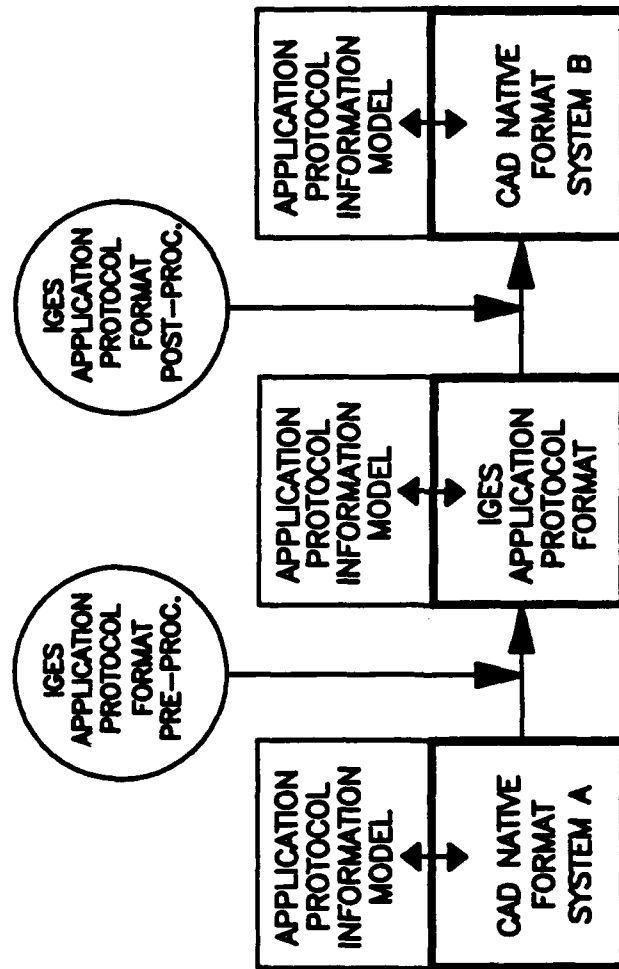 IGES
APPLICATION
PROTOCOL
FORMAT
PRE-PROC.
IGES
APPLICATION
PROTOCOL
FORMAT
POST-PROC.
APPLICATION
PROTOCOL
INFORMATION
MODEL
APPLICATION
PROTOCOL
INFORMATION
MODEL
APPLICATION
PROTOCOL
INFORMATION
MODEL
CAD NATIVE
FORMAT
SYSTEM A
IGES
APPLICATION
PROTOCOL
FORMAT
CAD NATIVE
FORMAT
SYSTEM B